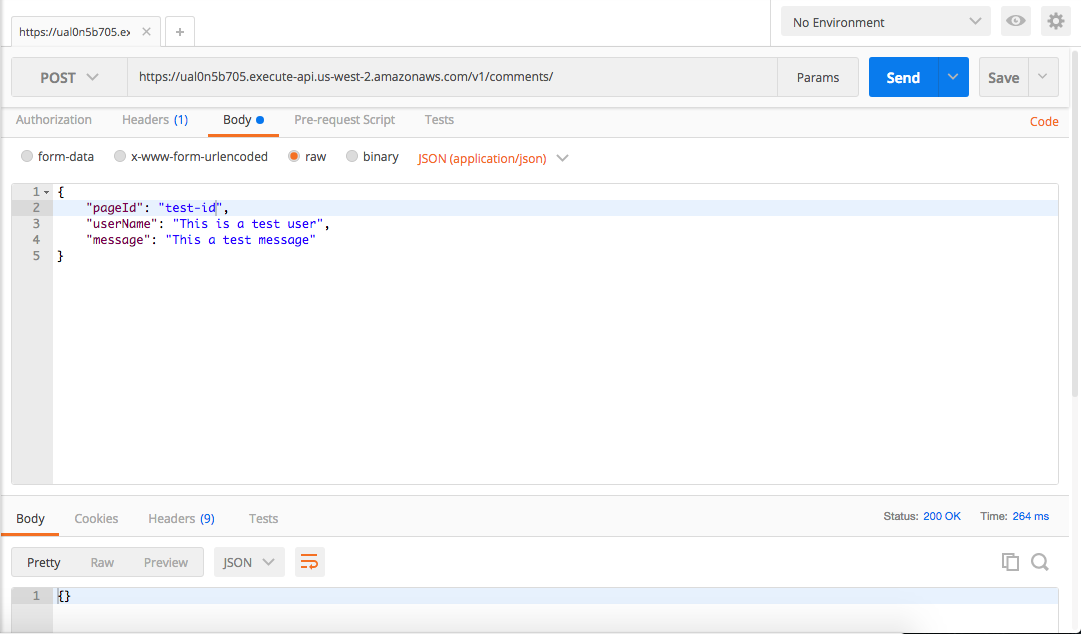 https://ual0n5b705.ex
No Environment
POST https://ual0n5b705.execute-api.us-west-2.amazonaws.com/v1/comments/ Params Send Save
Authorization Headers (1) Body Pre-request Script Tests Code
form-data x-www-form-urlencoded raw binary JSON (application/json)
1 {
2 "pageId": "test-id",
3 "userName": "This is a test user",
4 "message": "This a test message"
5 }
Body Cookies Headers (9) Tests Status: 200 OK Time: 264 ms
Pretty Raw Preview JSON
1 {}